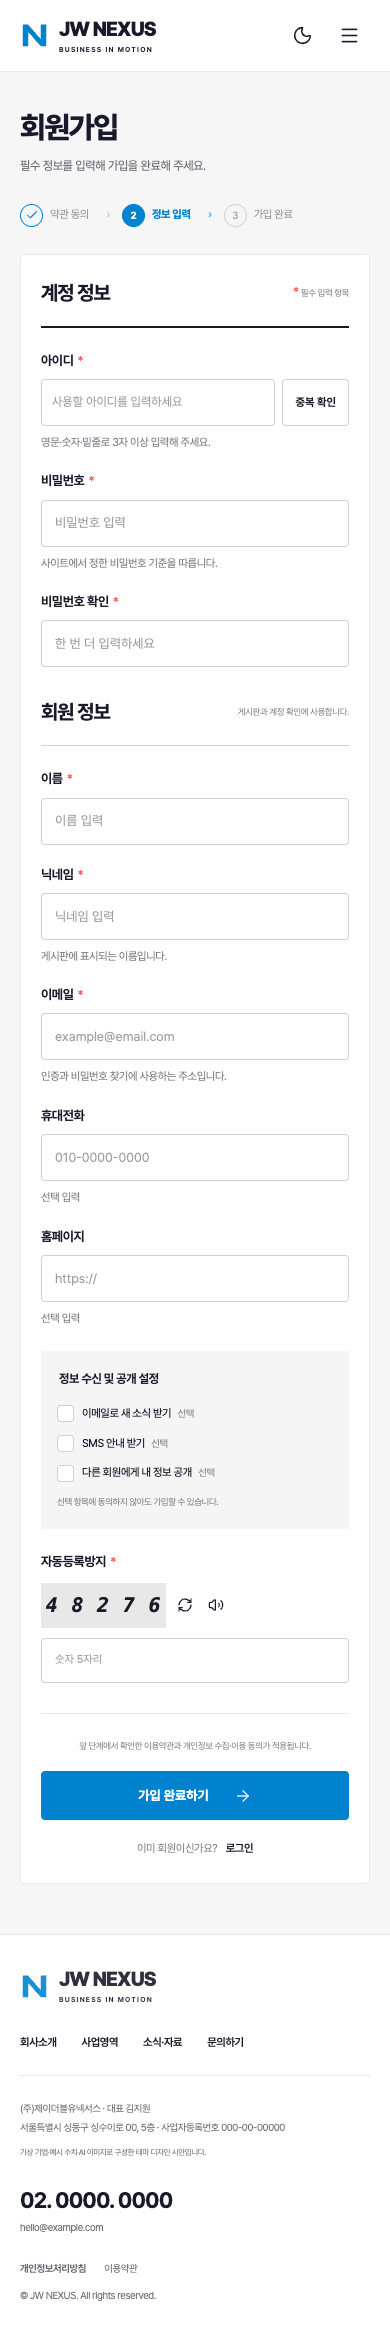 JW NEXUS
BUSINESS IN MOTION
회원가입
필수 정보를 입력해 가입을 완료해 주세요.
약관 동의 › 2 정보 입력 › 3 가입 완료
계정 정보 * 필수 입력 항목
아이디 *
사용할 아이디를 입력하세요 중복 확인
영문·숫자·밑줄로 3자 이상 입력해 주세요.
비밀번호 *
비밀번호 입력
사이트에서 정한 비밀번호 기준을 따릅니다.
비밀번호 확인 *
한 번 더 입력하세요
회원 정보 게시판과 계정 확인에 사용합니다.
이름 *
이름 입력
닉네임 *
닉네임 입력
게시판에 표시되는 이름입니다.
이메일 *
example@email.com
인증과 비밀번호 찾기에 사용하는 주소입니다.
휴대전화
010-0000-0000
선택 입력
홈페이지
https://
선택 입력
정보 수신 및 공개 설정
이메일로 새 소식 받기 선택
SMS 안내 받기 선택
다른 회원에게 내 정보 공개 선택
선택 항목에 동의하지 않아도 가입할 수 있습니다.
자동등록방지 *
4 8 2 7 6
숫자 5자리
앞 단계에서 확인한 이용약관과 개인정보 수집·이용 동의가 적용됩니다.
가입 완료하기 →
이미 회원이신가요? 로그인
JW NEXUS
BUSINESS IN MOTION
회사소개 사업영역 소식·자료 문의하기
(주)제이더블유넥서스 · 대표 김지원
서울특별시 성동구 성수이로 00, 5층 · 사업자등록번호 000-00-00000
가상 기업·예시 수치·AI 이미지로 구성한 테마 디자인 시안입니다.
02. 0000. 0000
hello@example.com
개인정보처리방침 이용약관
© JW NEXUS. All rights reserved.